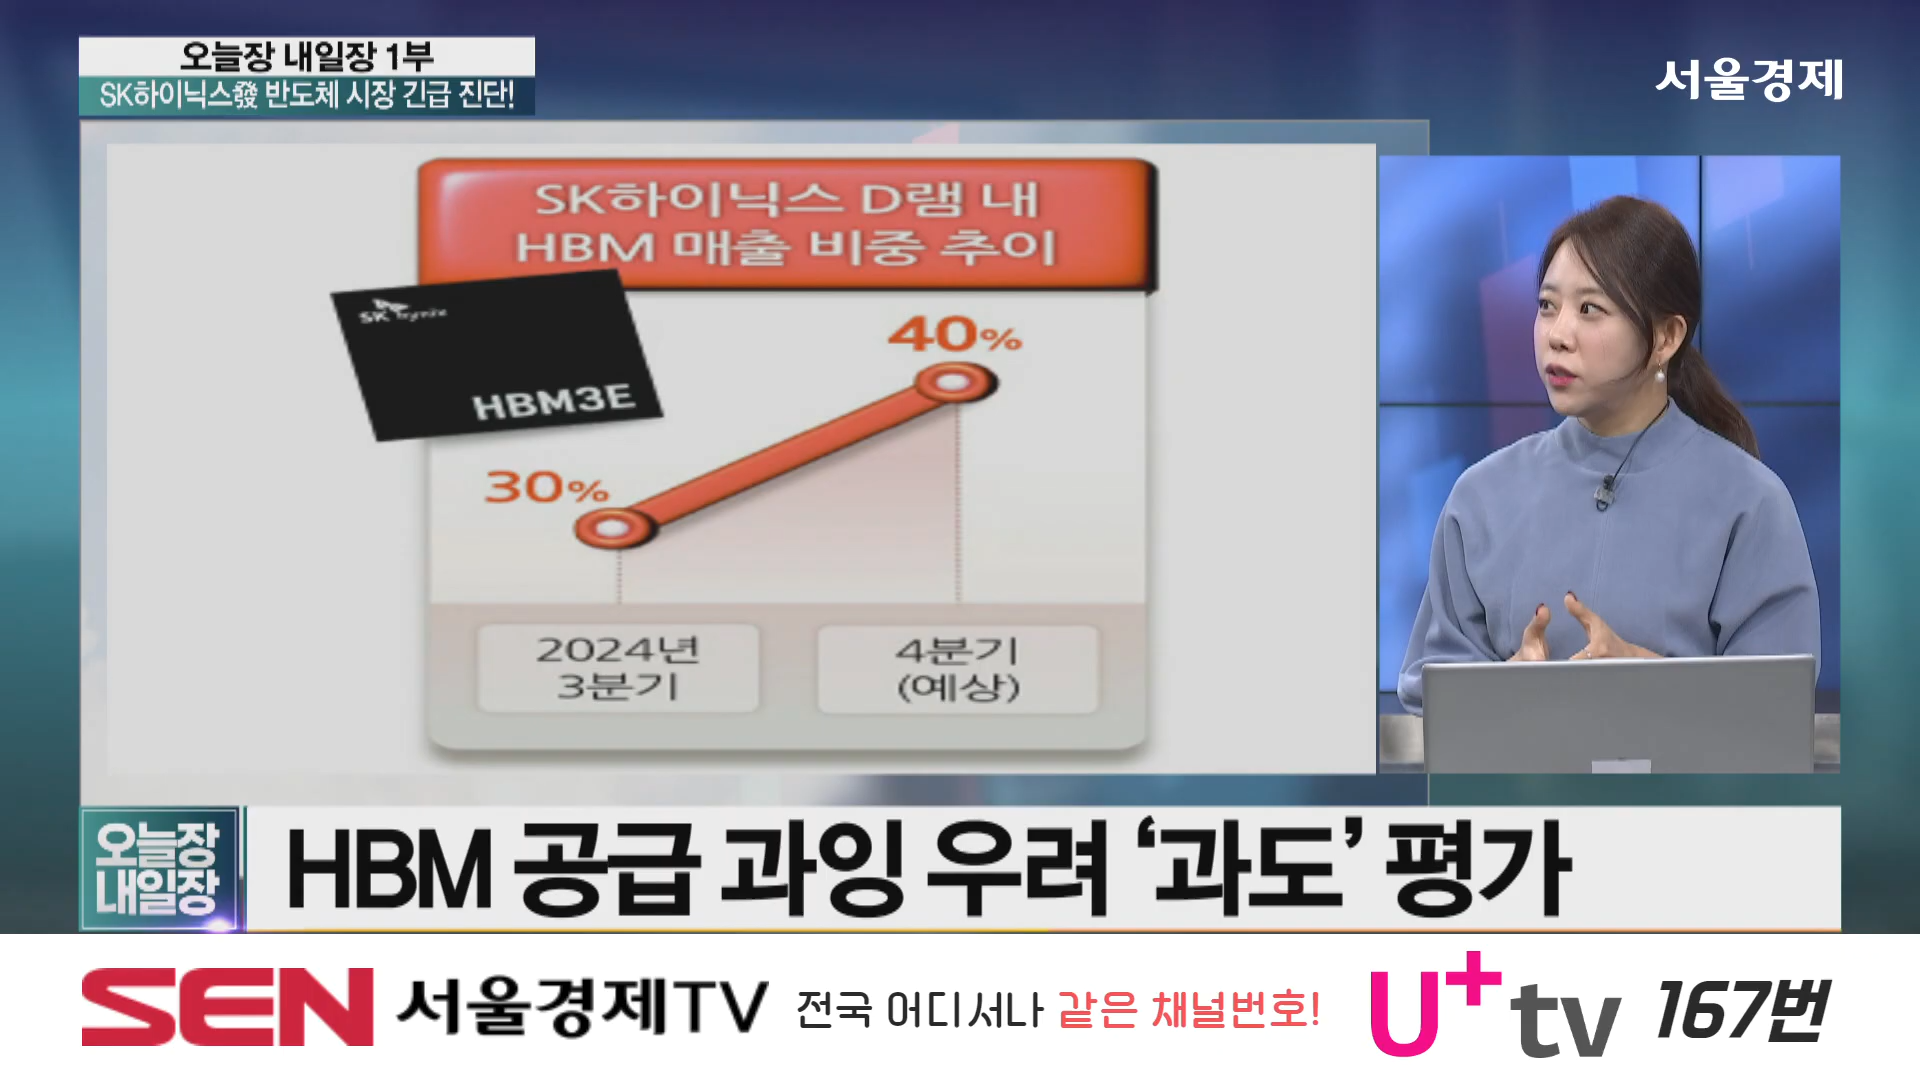 오늘장 내일장 1부
SK하이닉스發 반도체 시장 긴급 진단!
서울경제
SK하이닉스 D램 내
HBM 매출 비중 추이
SK hynix
HBM3E
40%
30%
2024년
3분기
4분기
(예상)
오늘장
내일장
HBM 공급 과잉 우려 ‘과도’ 평가
SEN 서울경제TV 전국 어디서나 같은 채널번호! U+tv 167번